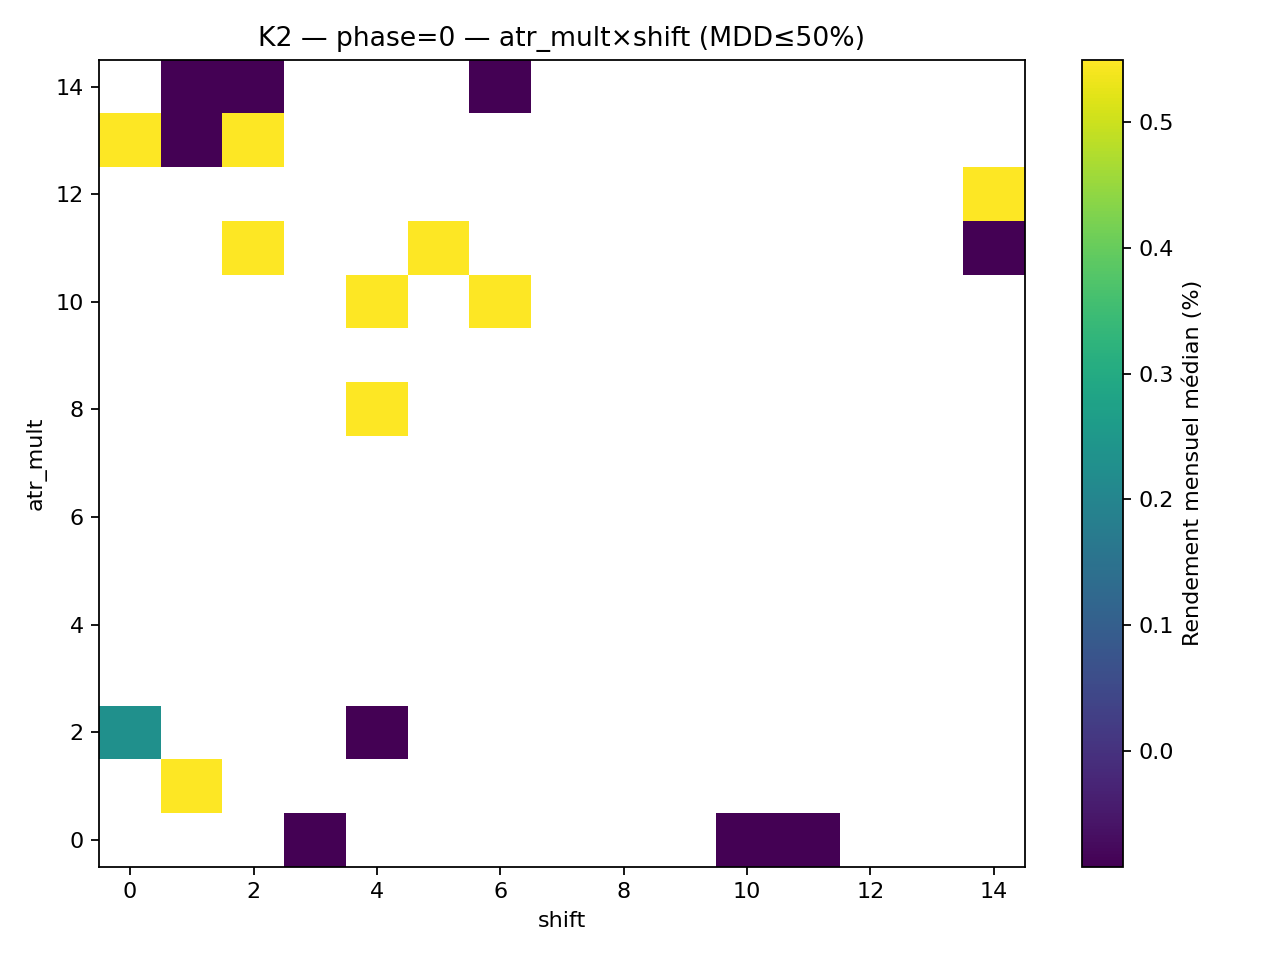 K2 — phase=0 — atr_mult×shift (MDD≤50%)
14
12
10
8
6
4
2
0
atr_mult
0 2 4 6 8 10 12 14
shift
0.5
0.4
0.3
0.2
0.1
0.0
Rendement mensuel médian (%)